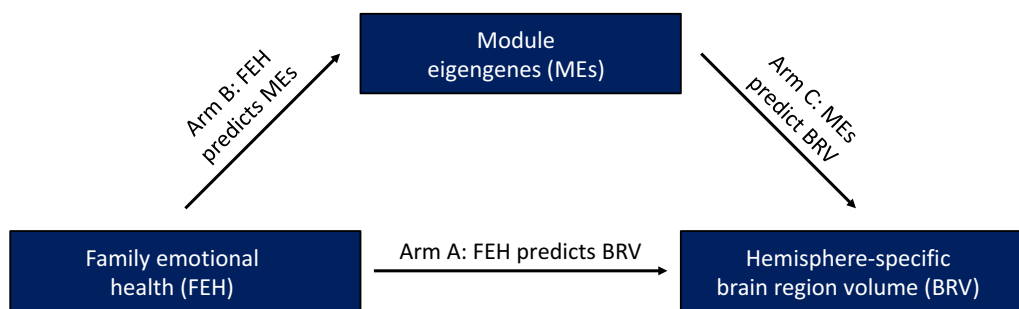 Module
eigengenes (MEs)
Arm B: FEH
predicts MEs
Arm C: MEs
predict BRV
Family emotional
health (FEH)
Arm A: FEH predicts BRV
Hemisphere-specific
brain region volume (BRV)